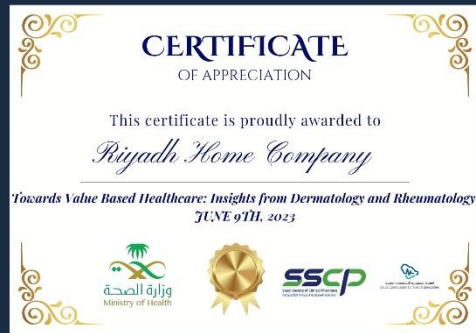 CERTIFICATE
OF APPRECIATION
This certificate is proudly awarded to
Riyadh Home Company
Towards Value Based Healthcare: Insights from Dermatology and Rheumatology
JUNE 9TH, 2023
وزارة الصحة
Ministry of Health
SSCP